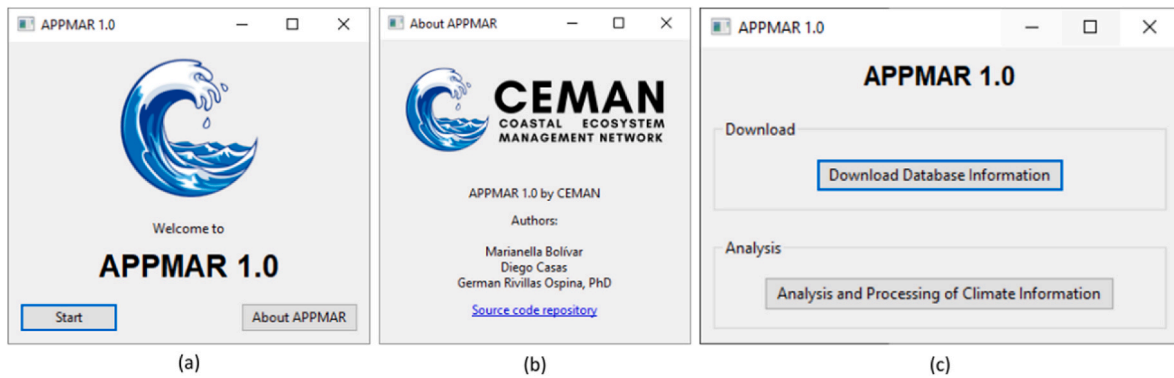 APPMAR 1.0
Welcome to
APPMAR 1.0
Start
About APPMAR
(a)
About APPMAR
CEMAN
COASTAL ECOSYSTEM
MANAGEMENT NETWORK
APPMAR 1.0 by CEMAN
Authors:
Marianella Bolívar
Diego Casas
German Rivillas Ospina, PhD
Source code repository
(b)
APPMAR 1.0
APPMAR 1.0
Download
Download Database Information
Analysis
Analysis and Processing of Climate Information
(c)